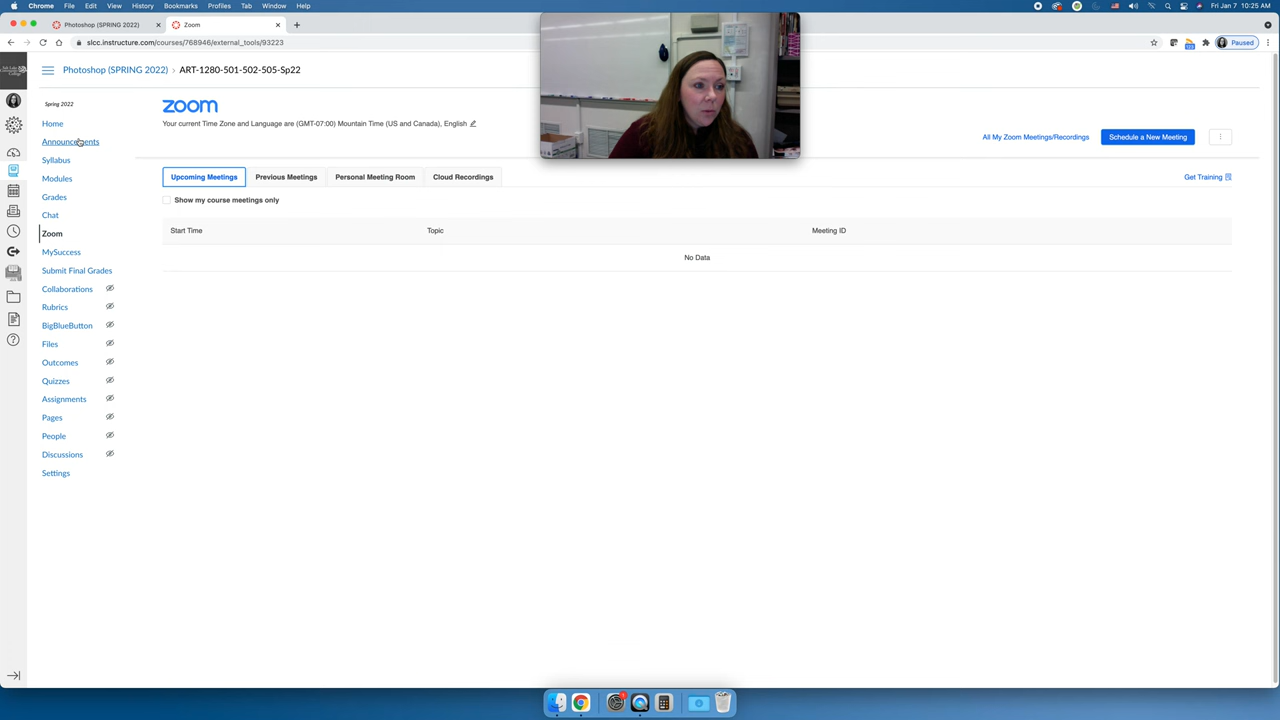 Chrome File Edit View History Bookmarks Profiles Tab Window Help Fri Jan 7 10:25 AM
Photoshop (SPRING 2022) Zoom
slcc.instructure.com/courses/768946/external_tools/93223 Paused
Photoshop (SPRING 2022) > ART-1280-501-502-505-Sp22
Spring 2022
Home
Announcements
Syllabus
Modules
Grades
Chat
Zoom
MySuccess
Submit Final Grades
Collaborations
Rubrics
BigBlueButton
Files
Outcomes
Quizzes
Assignments
Pages
People
Discussions
Settings
zoom
Your current Time Zone and Language are (GMT-07:00) Mountain Time (US and Canada), English
All My Zoom Meetings/Recordings Schedule a New Meeting
Upcoming Meetings Previous Meetings Personal Meeting Room Cloud Recordings Get Training
Show my course meetings only
Start Time Topic Meeting ID
No Data